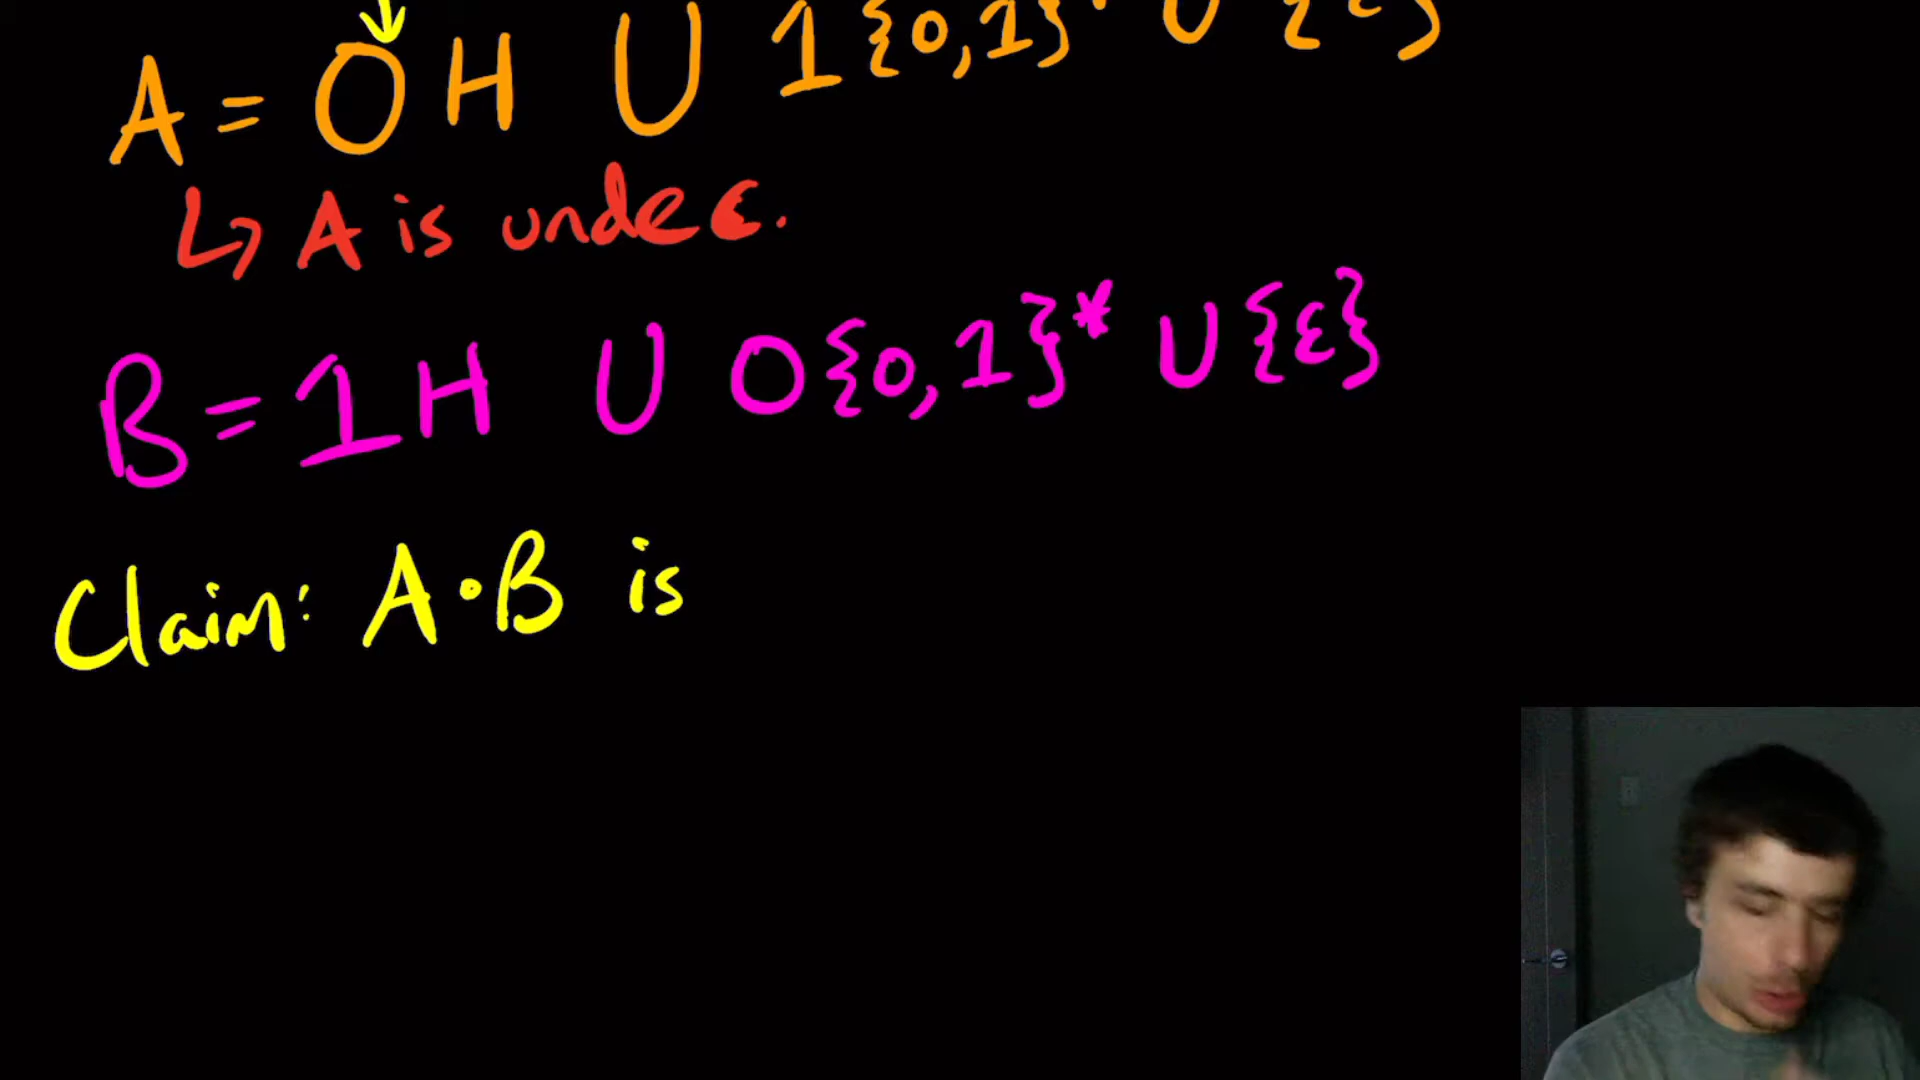 A = 0H U 1{0,1}* U {ε}
↳ A is undec.
B = 1H U 0{0,1}* U {ε}
Claim: A•B is